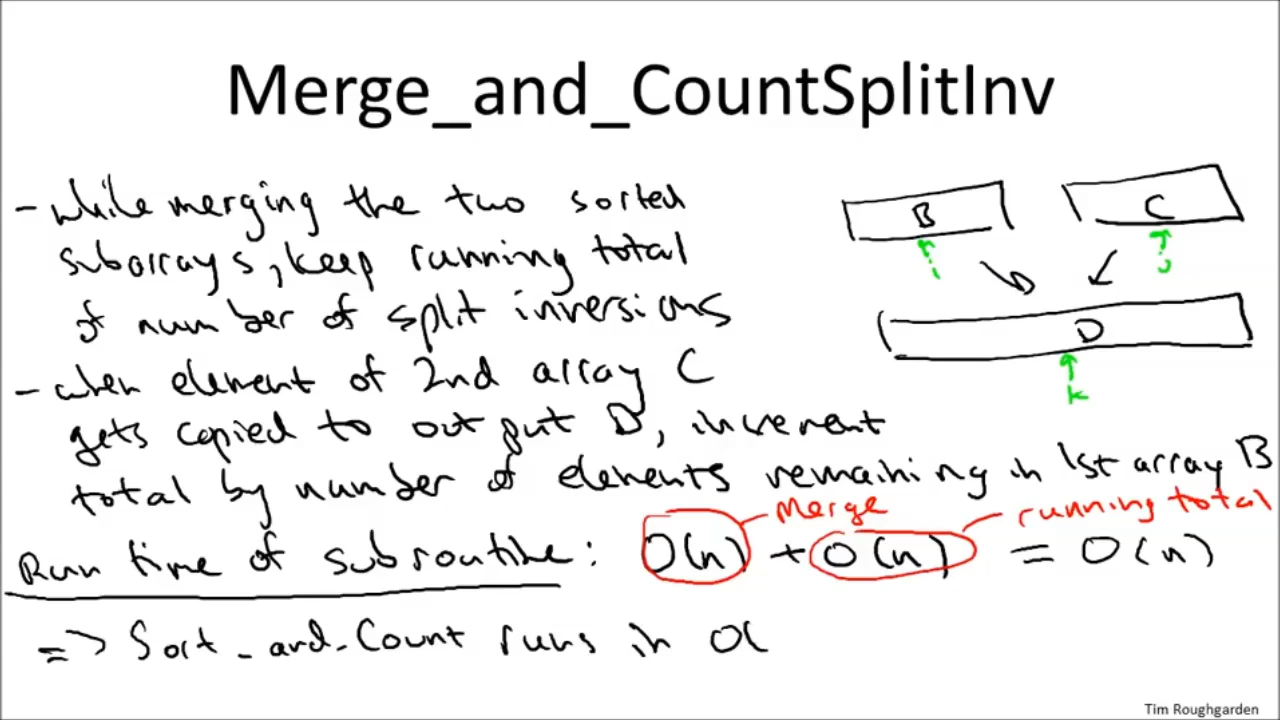 Merge_and_CountSplitInv
- while merging the two sorted
subarrays, keep running total
of number of split inversions
- when element of 2nd array C
gets copied to output D, increment
total by number of elements remaining in 1st array B
B
C
i
j
D
k
Merge
running total
Run time of subroutine: O(n) + O(n) = O(n)
=> Sort_and_Count runs in O(
Tim Roughgarden